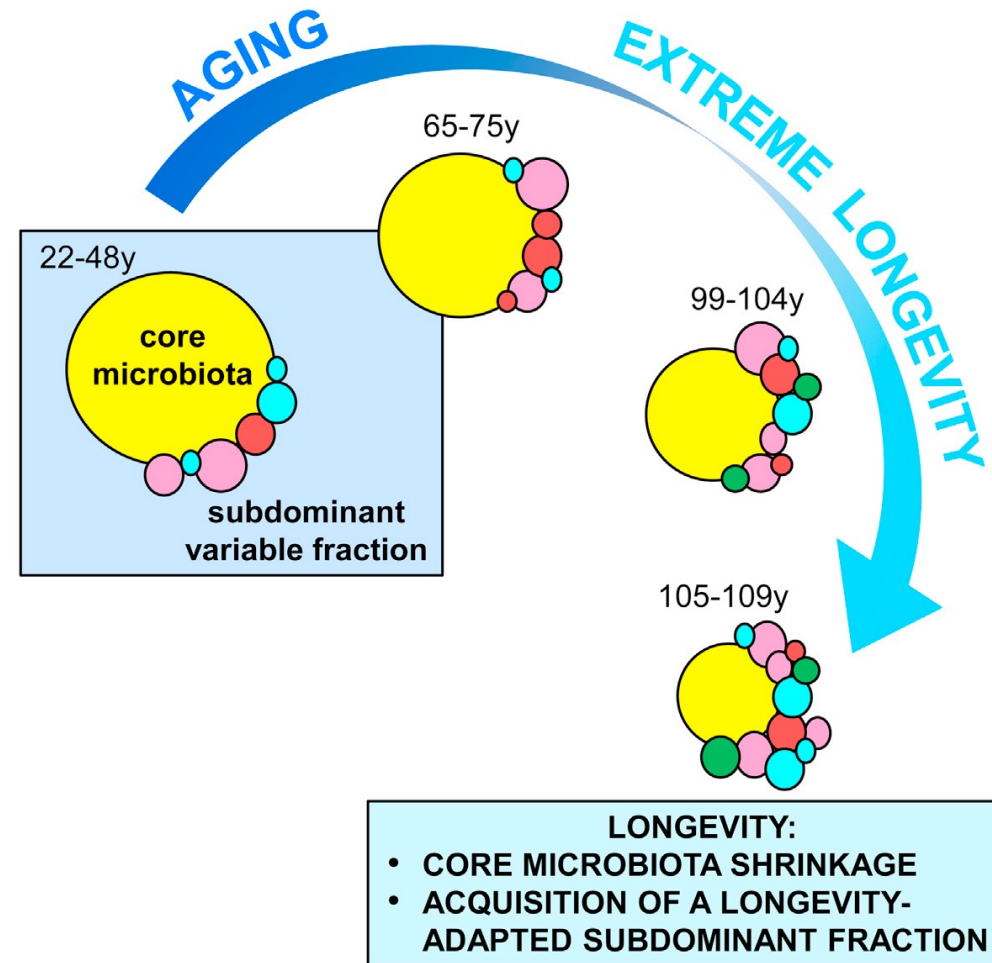 AGING
EXTREME LONGEVITY
65-75y
22-48y
core
microbiota
subdominant
variable fraction
99-104y
105-109y
LONGEVITY:
• CORE MICROBIOTA SHRINKAGE
• ACQUISITION OF A LONGEVITY-
ADAPTED SUBDOMINANT FRACTION